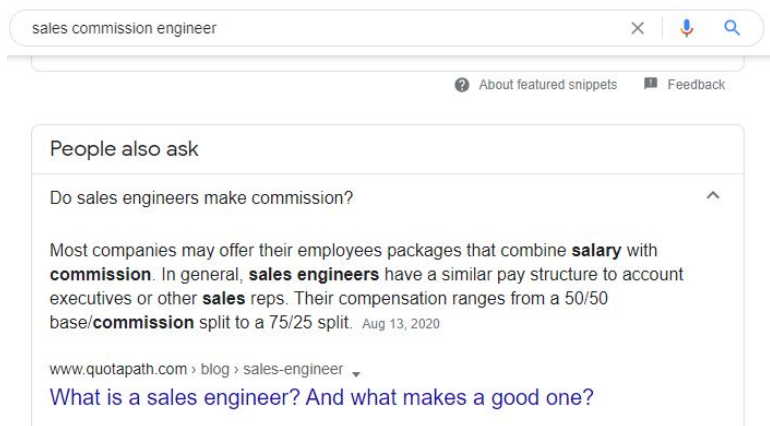 sales commission engineer
About featured snippets Feedback
People also ask
Do sales engineers make commission?
Most companies may offer their employees packages that combine salary with
commission. In general, sales engineers have a similar pay structure to account
executives or other sales reps. Their compensation ranges from a 50/50
base/commission split to a 75/25 split. Aug 13, 2020
www.quotapath.com › blog › sales-engineer
What is a sales engineer? And what makes a good one?